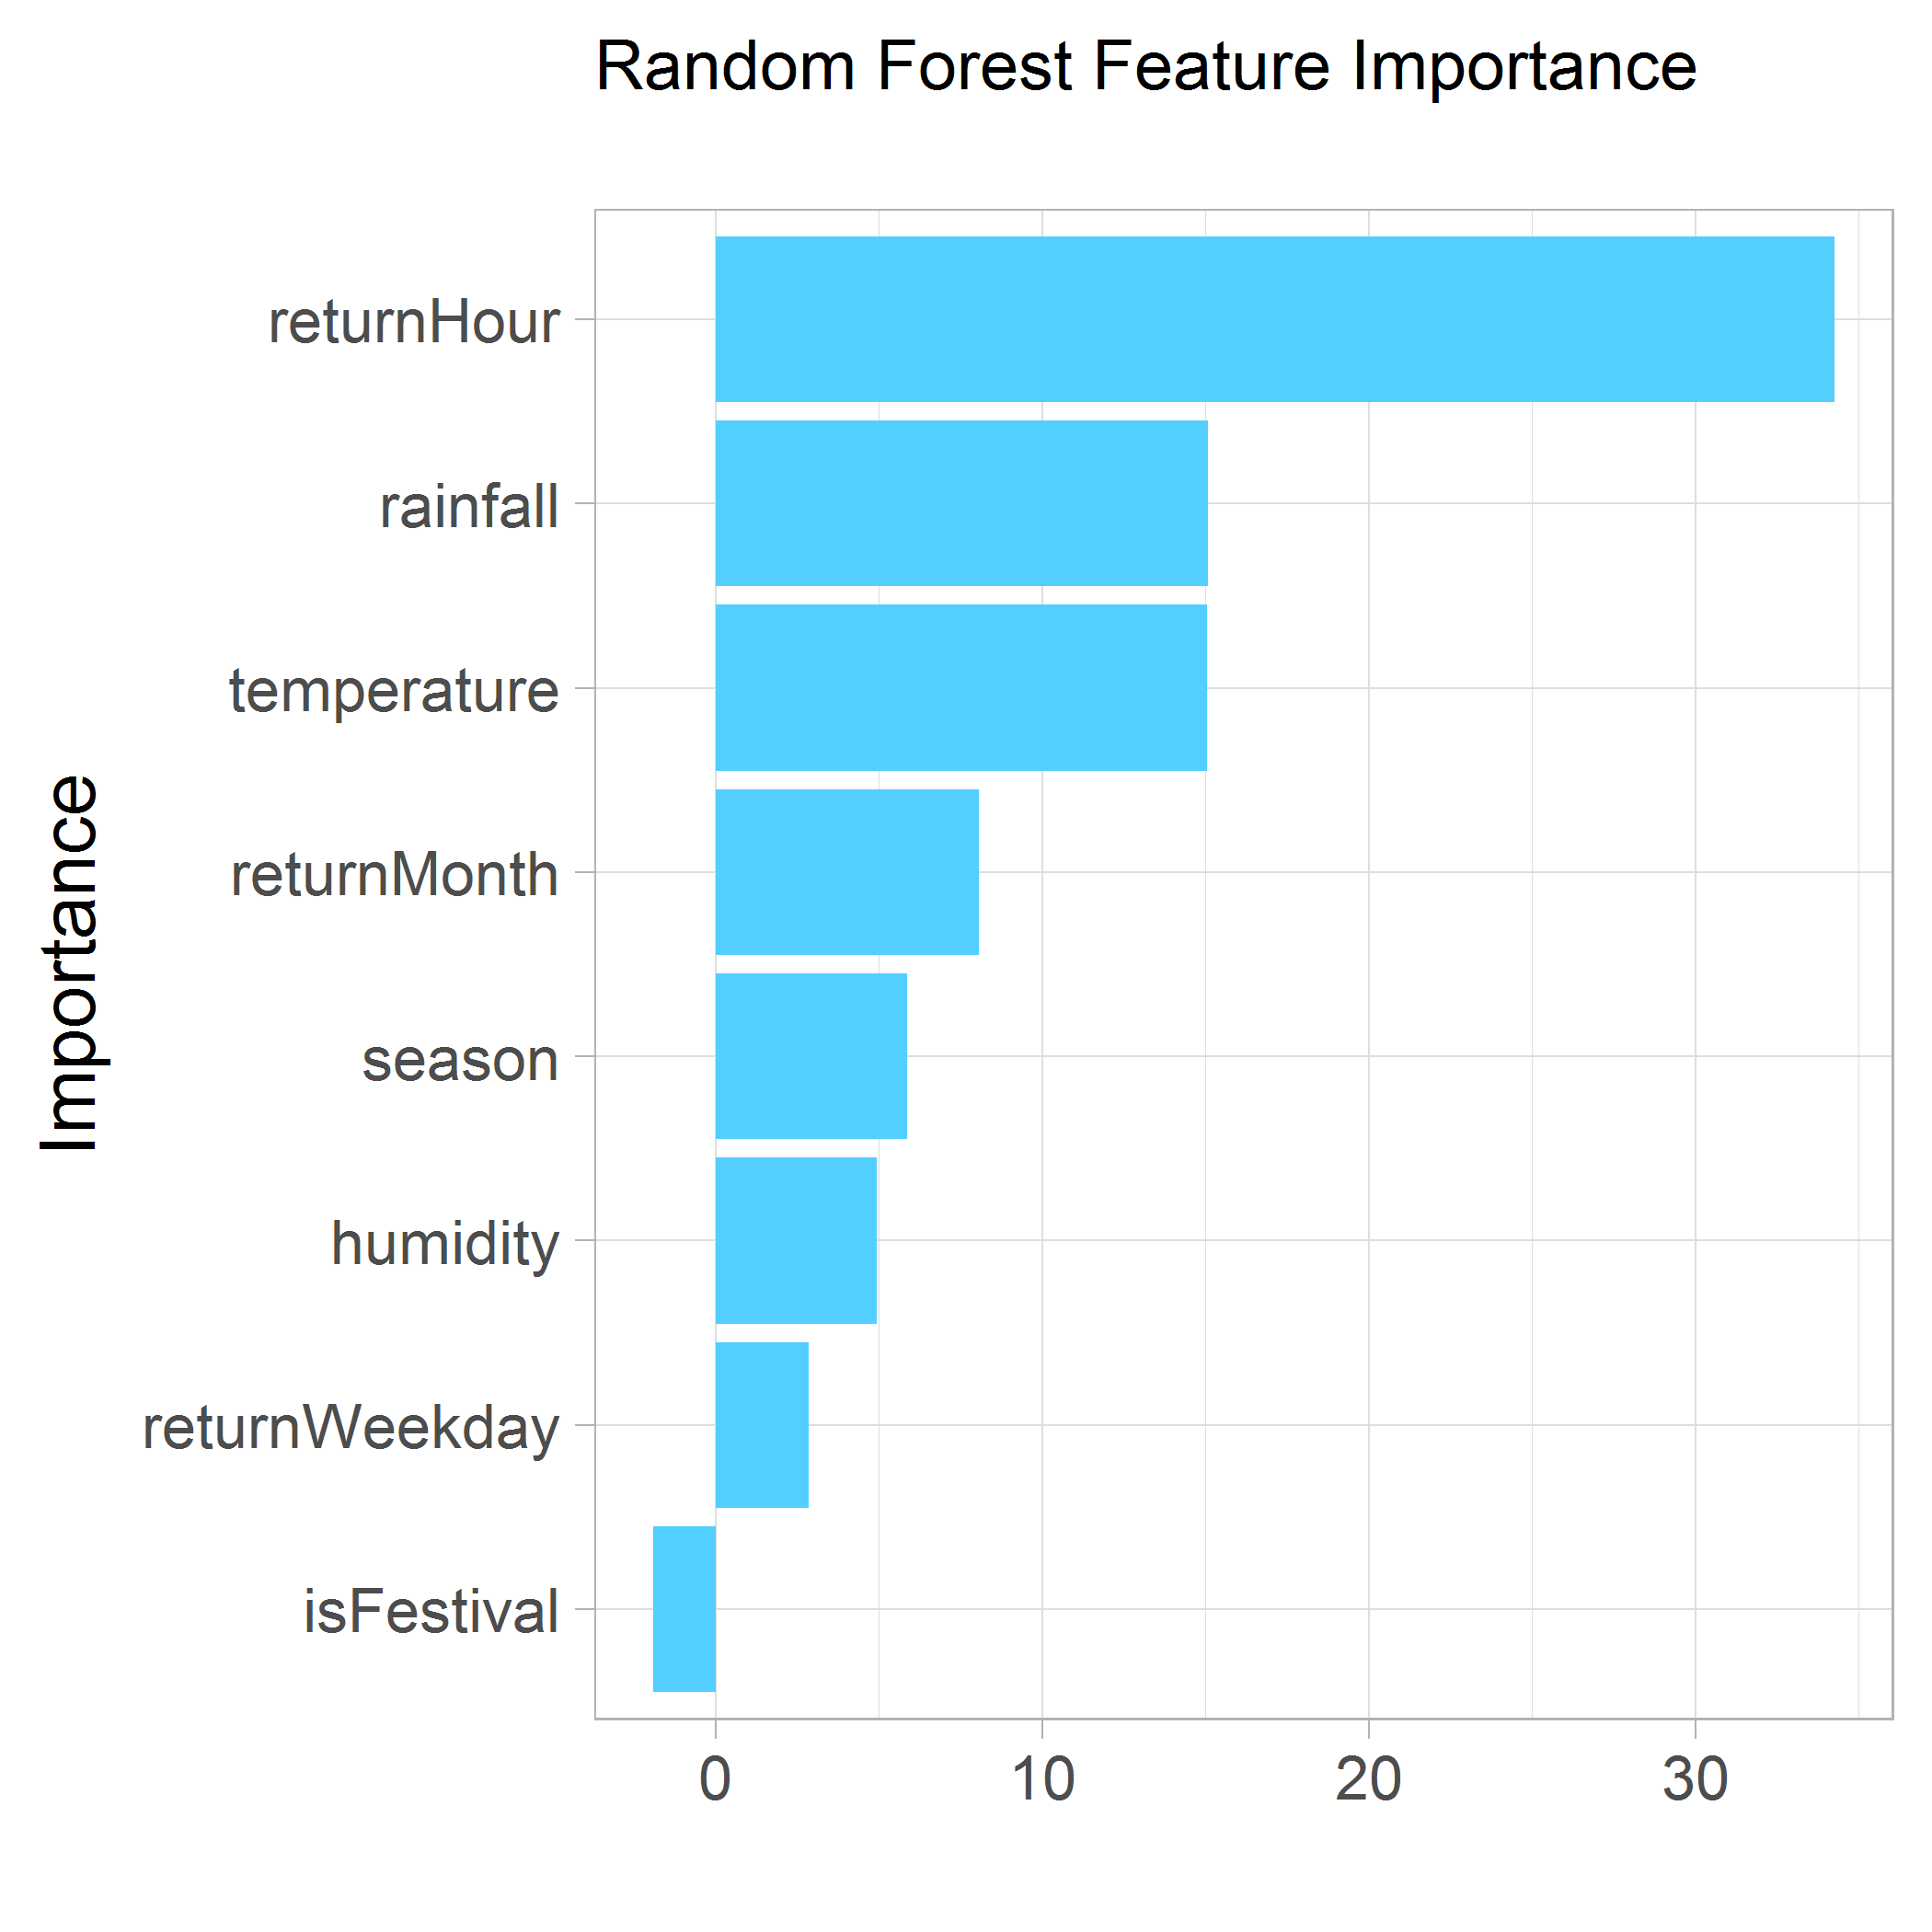 Random Forest Feature Importance
Importance
returnHour
rainfall
temperature
returnMonth
season
humidity
returnWeekday
isFestival
0 10 20 30